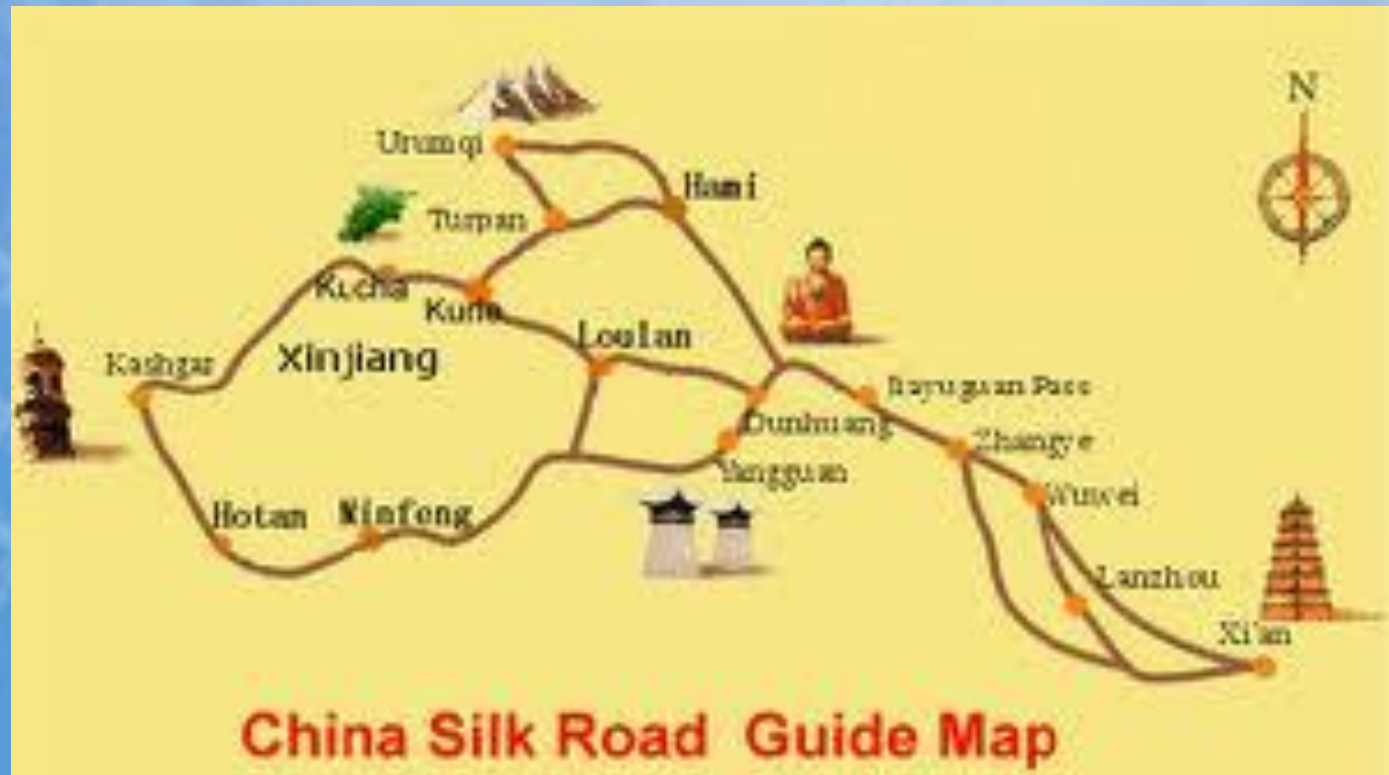 N
Urumqi
Hami
Turpan
Kucha
Kurle
Loulan
Xinjiang
Kashgar
Jiayuguan Pass
Dunhuang
Zhangye
Yangguan
Wuwei
Hotan
Minfeng
Lanzhou
Xi'an
China Silk Road Guide Map